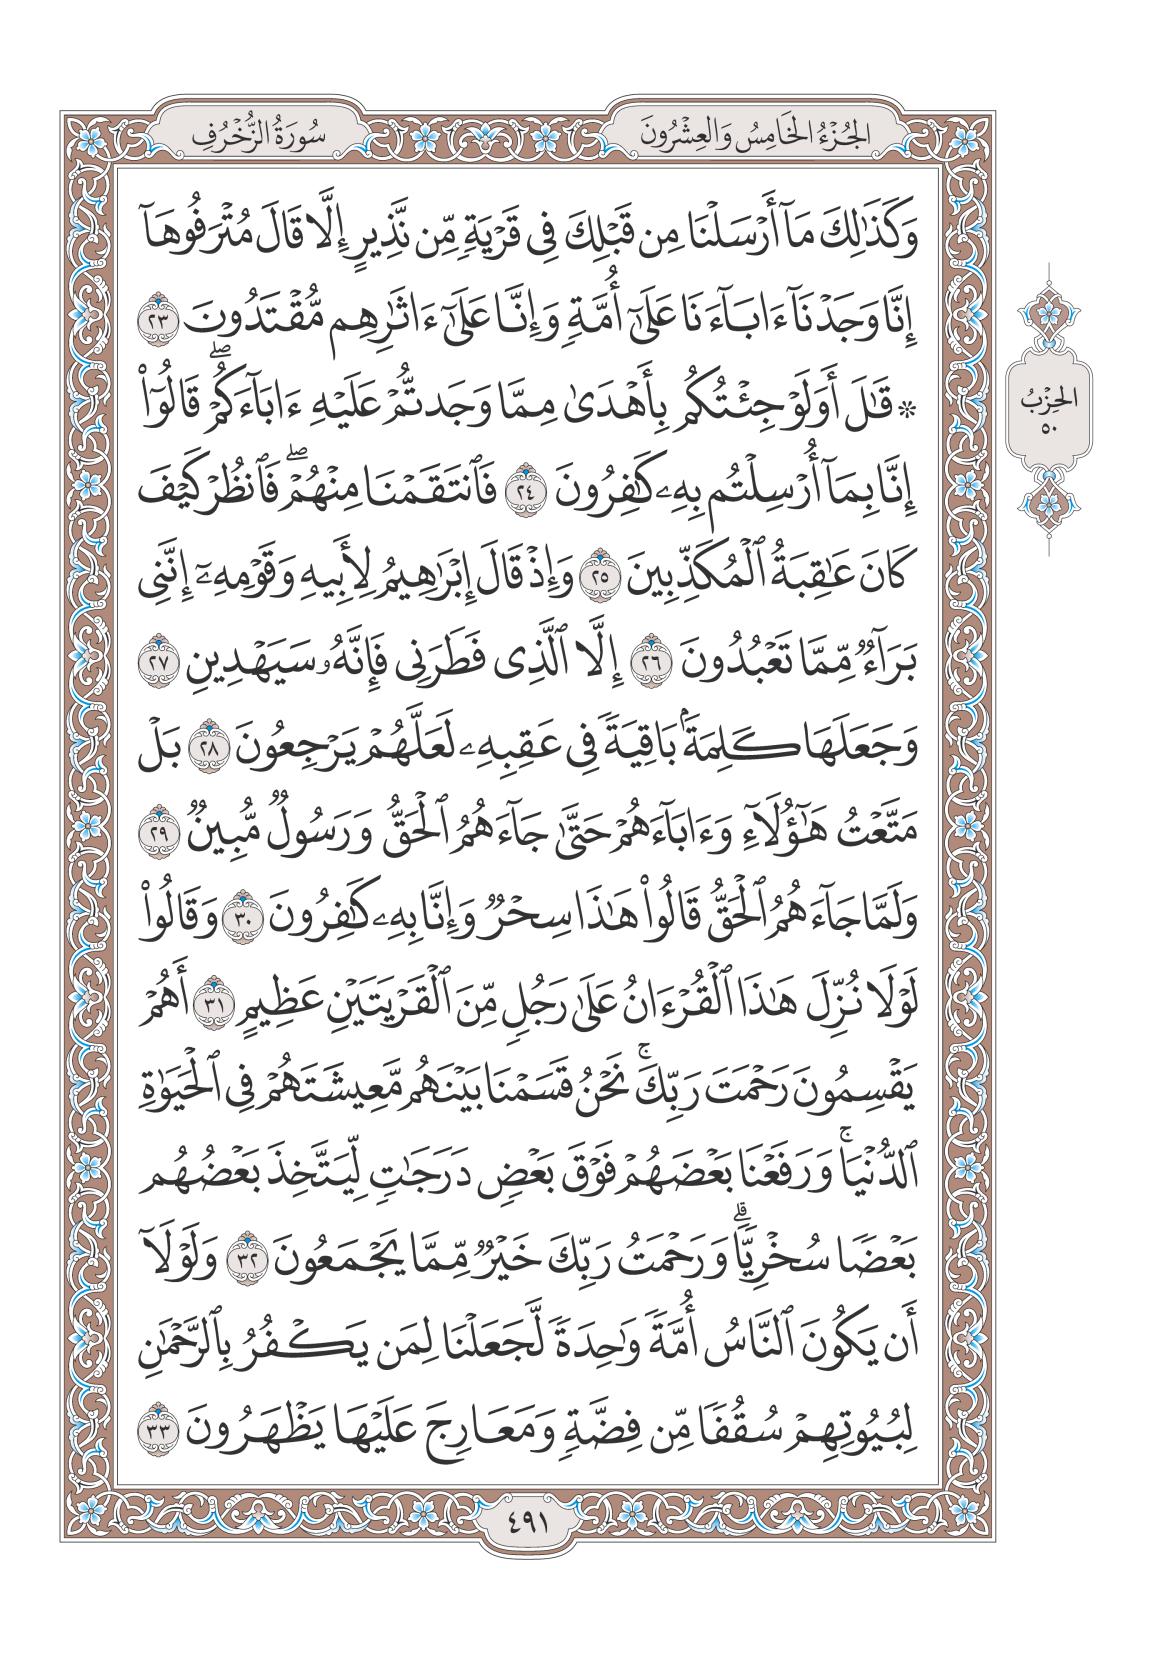 سُورَةُ الزُّخْرُفِ
الجُزْءُ الخَامِسُ وَالعِشْرُونَ
وَكَذَٰلِكَ مَآ أَرْسَلْنَا مِن قَبْلِكَ فِى قَرْيَةٍ مِّن نَّذِيرٍ إِلَّا قَالَ مُتْرَفُوهَآ
إِنَّا وَجَدْنَآ ءَابَآءَنَا عَلَىٰٓ أُمَّةٍ وَإِنَّا عَلَىٰٓ ءَاثَٰرِهِم مُّقْتَدُونَ ٢٣
۞ قَٰلَ أَوَلَوْ جِئْتُكُم بِأَهْدَىٰ مِمَّا وَجَدتُّمْ عَلَيْهِ ءَابَآءَكُمْ ۖ قَالُوٓا۟
إِنَّا بِمَآ أُرْسِلْتُم بِهِۦ كَٰفِرُونَ ٢٤ فَٱنتَقَمْنَا مِنْهُمْ ۖ فَٱنظُرْ كَيْفَ
كَانَ عَٰقِبَةُ ٱلْمُكَذِّبِينَ ٢٥ وَإِذْ قَالَ إِبْرَٰهِيمُ لِأَبِيهِ وَقَوْمِهِۦٓ إِنَّنِى
بَرَآءٌ مِّمَّا تَعْبُدُونَ ٢٦ إِلَّا ٱلَّذِى فَطَرَنِى فَإِنَّهُۥ سَيَهْدِينِ ٢٧
وَجَعَلَهَا كَلِمَةًۢ بَاقِيَةً فِى عَقِبِهِۦ لَعَلَّهُمْ يَرْجِعُونَ ٢٨ بَلْ
مَتَّعْتُ هَٰٓؤُلَآءِ وَءَابَآءَهُمْ حَتَّىٰ جَآءَهُمُ ٱلْحَقُّ وَرَسُولٌ مُّبِينٌ ٢٩
وَلَمَّا جَآءَهُمُ ٱلْحَقُّ قَالُوا۟ هَٰذَا سِحْرٌ وَإِنَّا بِهِۦ كَٰفِرُونَ ٣٠ وَقَالُوا۟
لَوْلَا نُزِّلَ هَٰذَا ٱلْقُرْءَانُ عَلَىٰ رَجُلٍ مِّنَ ٱلْقَرْيَتَيْنِ عَظِيمٍ ٣١ أَهُمْ
يَقْسِمُونَ رَحْمَتَ رَبِّكَ ۚ نَحْنُ قَسَمْنَا بَيْنَهُم مَّعِيشَتَهُمْ فِى ٱلْحَيَوٰةِ
ٱلدُّنْيَا ۚ وَرَفَعْنَا بَعْضَهُمْ فَوْقَ بَعْضٍ دَرَجَٰتٍ لِّيَتَّخِذَ بَعْضُهُم
بَعْضًا سُخْرِيًّا ۗ وَرَحْمَتُ رَبِّكَ خَيْرٌ مِّمَّا يَجْمَعُونَ ٣٢ وَلَوْلَآ
أَن يَكُونَ ٱلنَّاسُ أُمَّةً وَٰحِدَةً لَّجَعَلْنَا لِمَن يَكْفُرُ بِٱلرَّحْمَٰنِ
لِبُيُوتِهِمْ سُقُفًا مِّن فِضَّةٍ وَمَعَارِجَ عَلَيْهَا يَظْهَرُونَ ٣٣
الحِزْبُ
٥٠
٤٩١